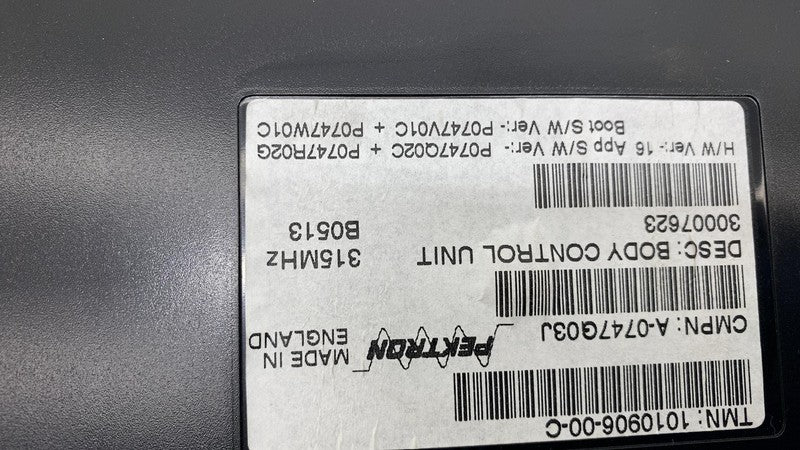 TMN: 1010906-00-C
PEKTRON
MADE IN
ENGLAND
CMPN: A-0747G03J
DESC: BODY CONTROL UNIT
315MHz
30007623
B0513
H/W Ver:- 16 App S/W Ver:- P0747Q02C + P0747R02G
Boot S/W Ver:- P0747V01C + P0747W01C